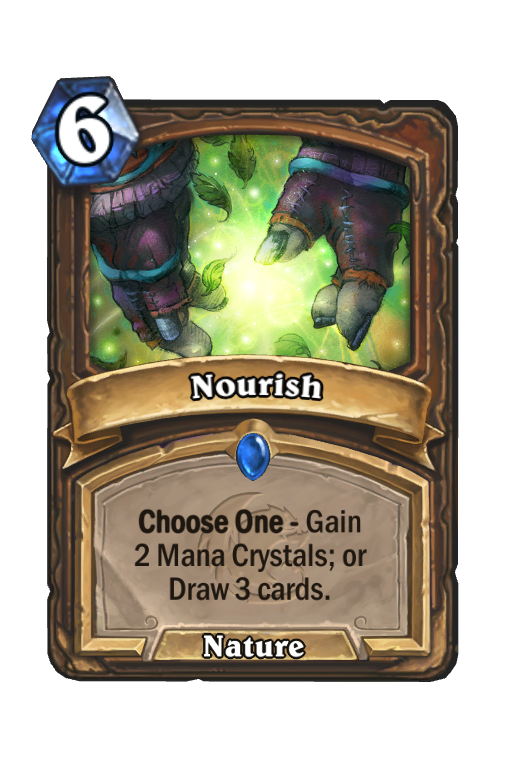 6
Nourish
Choose One - Gain
2 Mana Crystals; or
Draw 3 cards.
Nature